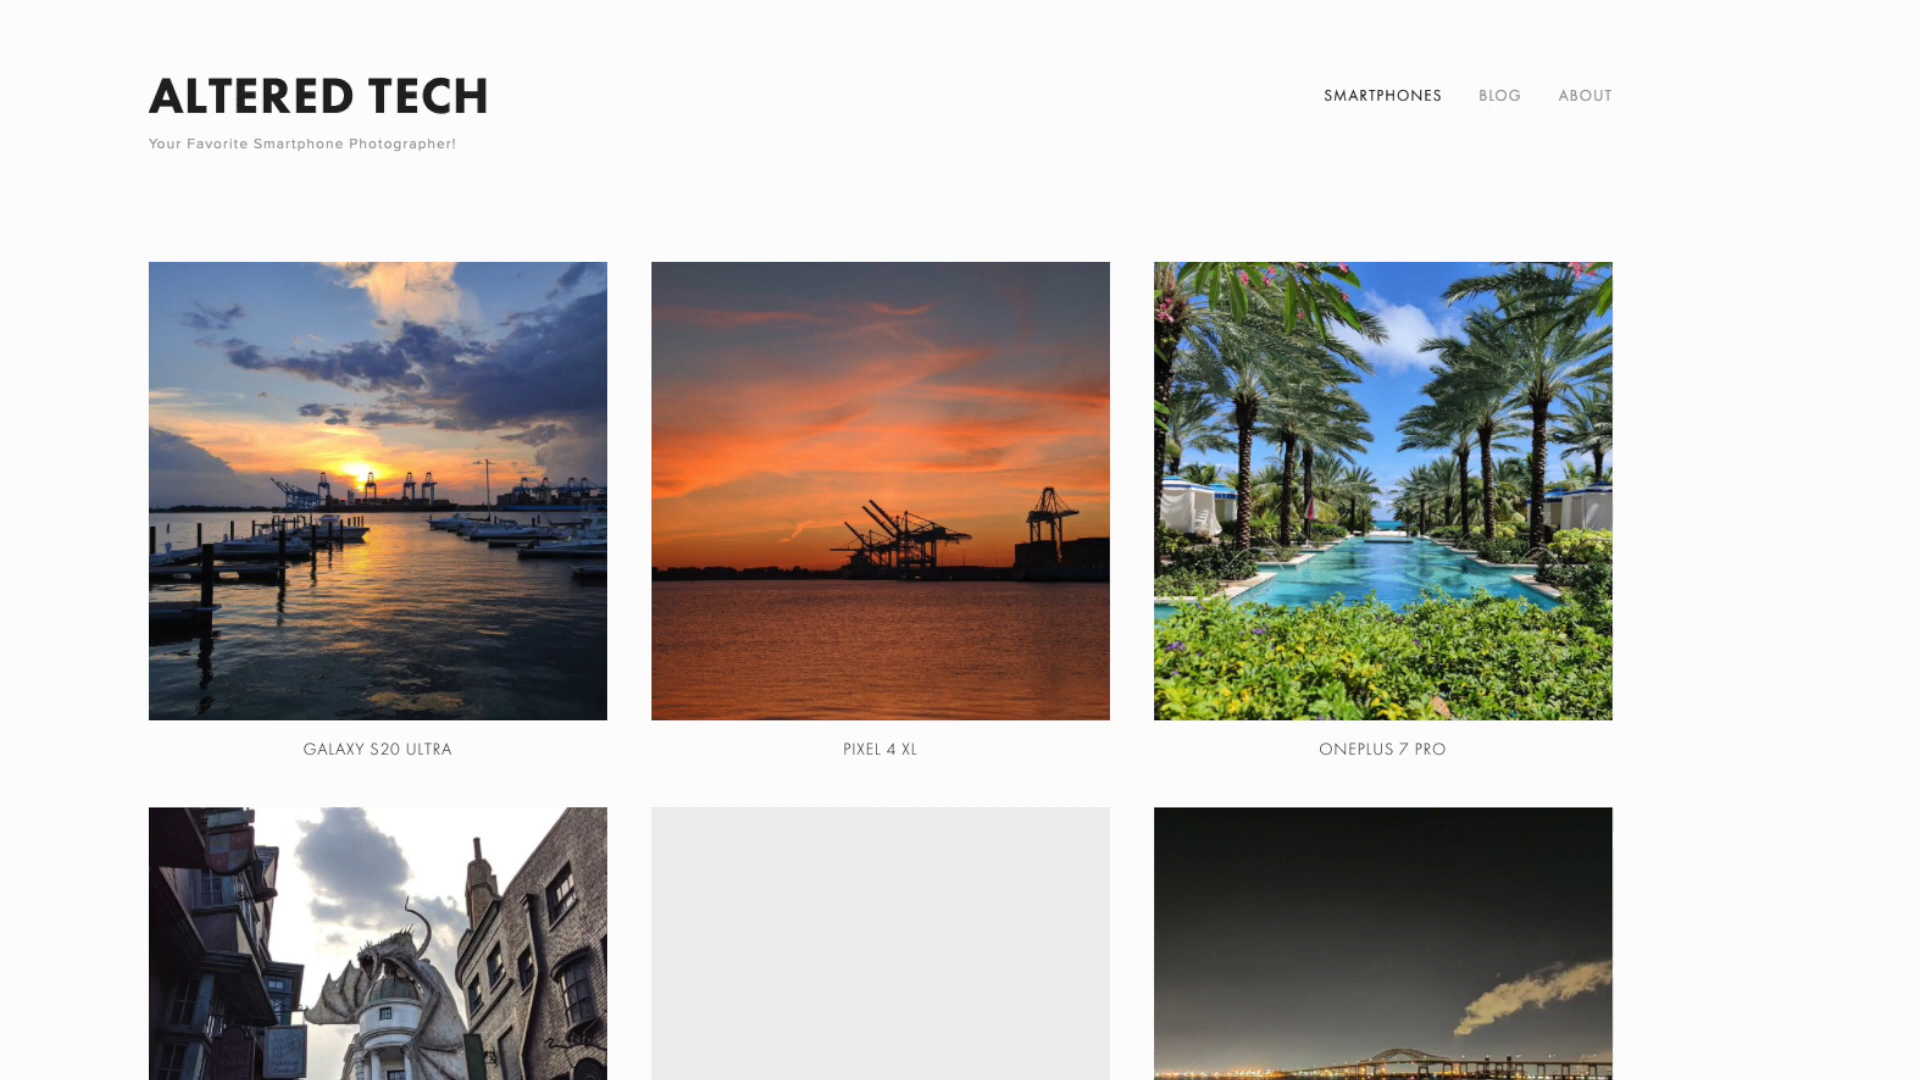 ALTERED TECH
SMARTPHONES BLOG ABOUT
Your Favorite Smartphone Photographer!
GALAXY S20 ULTRA
PIXEL 4 XL
ONEPLUS 7 PRO